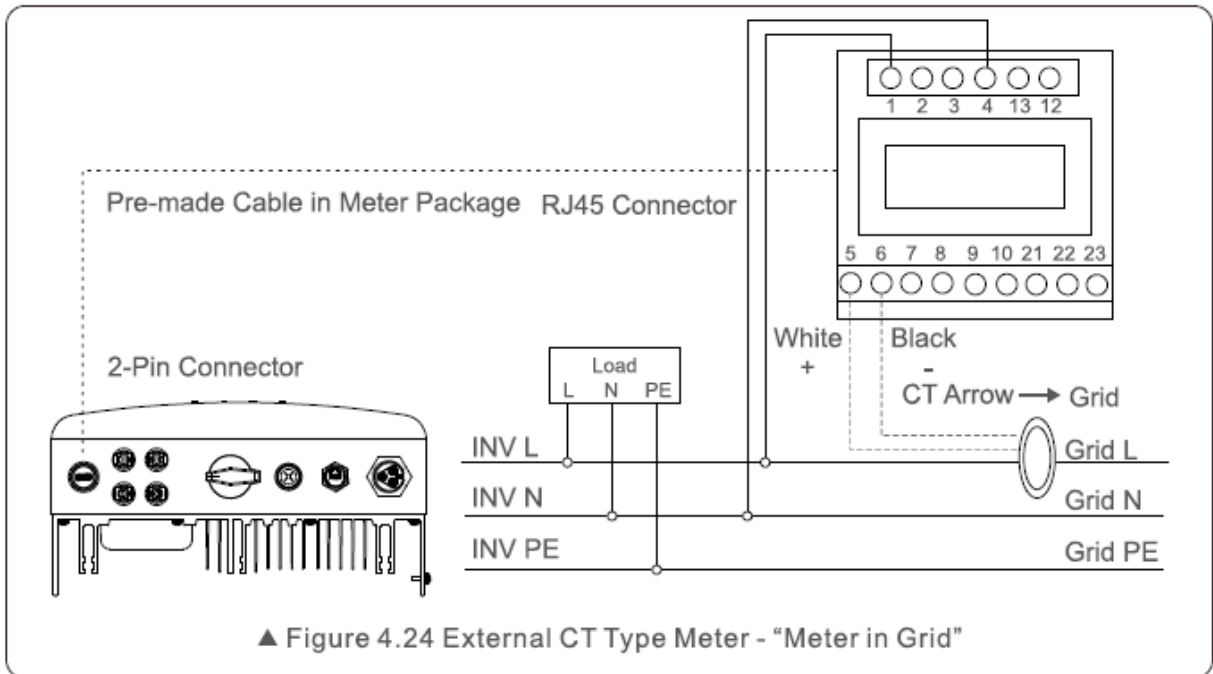 1 2 3 4 13 12
Pre-made Cable in Meter Package RJ45 Connector
5 6 7 8 9 10 21 22 23
White Black
+ -
2-Pin Connector
Load
L N PE
CT Arrow → Grid
INV L Grid L
INV N Grid N
INV PE Grid PE
▲ Figure 4.24 External CT Type Meter - “Meter in Grid”